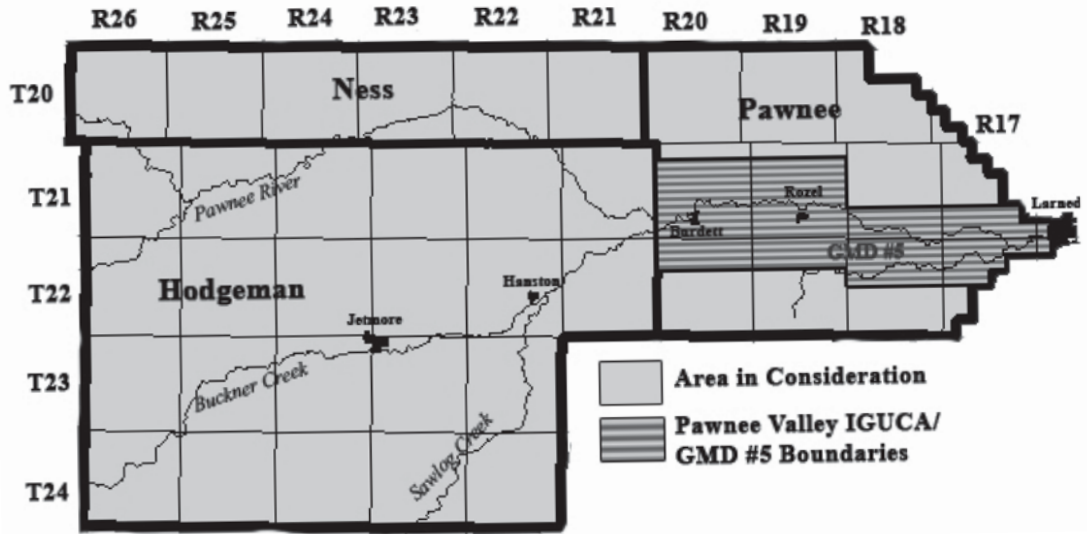 R26 R25 R24 R23 R22 R21 R20 R19 R18
T20
Ness
Pawnee
R17
T21
Pawnee River
Rozel
Larned
Burdett
GMD #5
T22
Hodgeman
Hanston
Jetmore
T23
Buckner Creek
Area in Consideration
Pawnee Valley IGUCA/
GMD #5 Boundaries
Sawlog Creek
T24